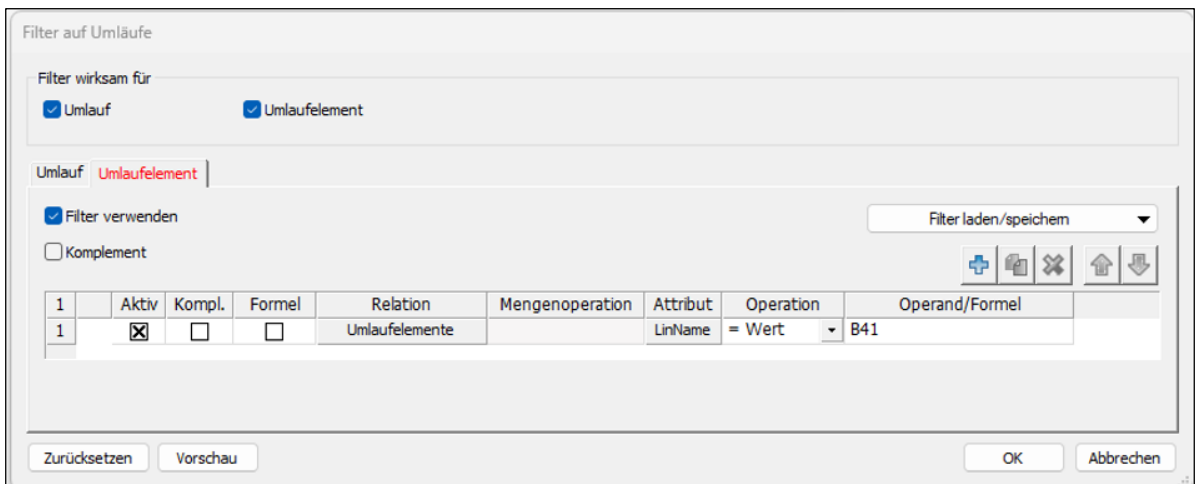 Filter auf Umläufe
Filter wirksam für
Umlauf Umlaufelement
Umlauf Umlaufelement
Filter verwenden Filter laden/speichern
Komplement
1 Aktiv Kompl. Formel Relation Mengenoperation Attribut Operation Operand/Formel
1 Umlaufelemente LinName = Wert B41
Zurücksetzen Vorschau OK Abbrechen